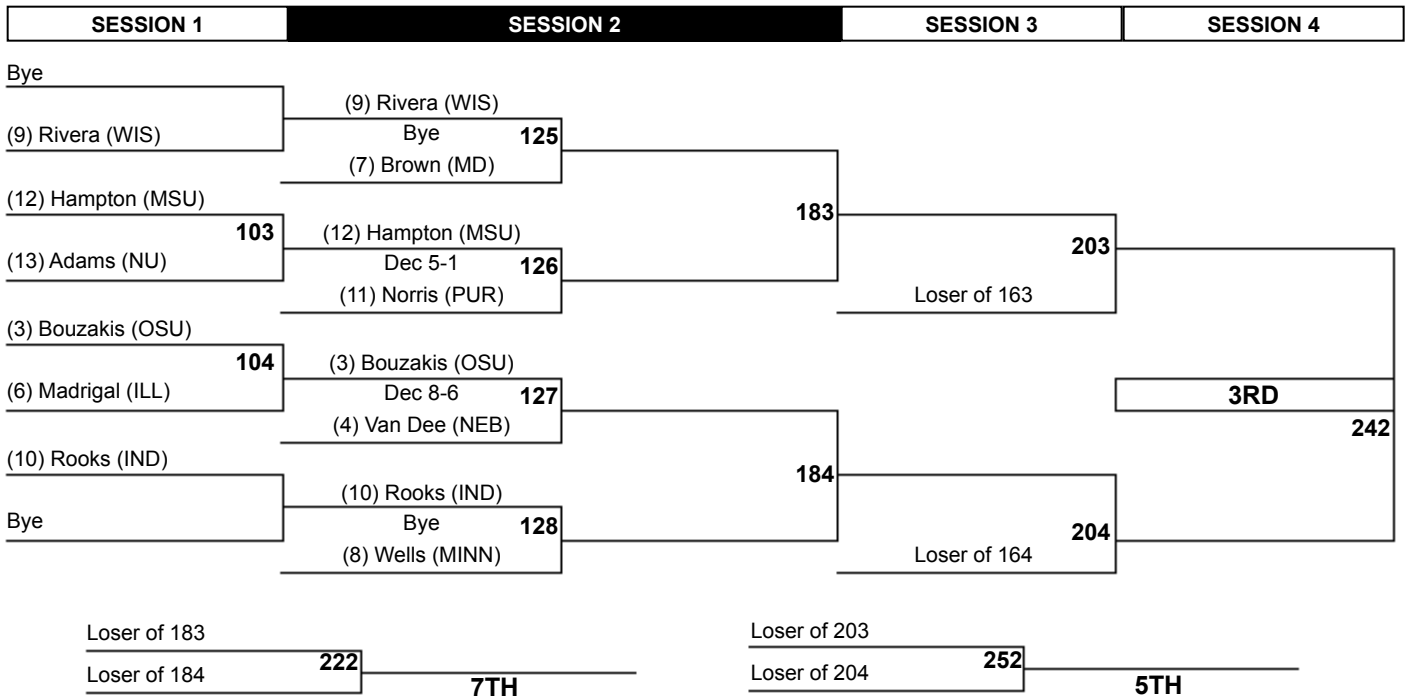 SESSION 1 SESSION 2 SESSION 3 SESSION 4
Bye
(9) Rivera (WIS)
(9) Rivera (WIS)
Bye 125
(7) Brown (MD)
(12) Hampton (MSU)
183
103
(12) Hampton (MSU)
203
(13) Adams (NU)
Dec 5-1 126
(11) Norris (PUR)
Loser of 163
(3) Bouzakis (OSU)
104
(3) Bouzakis (OSU)
(6) Madrigal (ILL)
Dec 8-6 127
3RD
(4) Van Dee (NEB)
242
(10) Rooks (IND)
184
(10) Rooks (IND)
Bye
Bye 128
204
(8) Wells (MINN)
Loser of 164
Loser of 183
222
Loser of 184
7TH
Loser of 203
252
Loser of 204
5TH